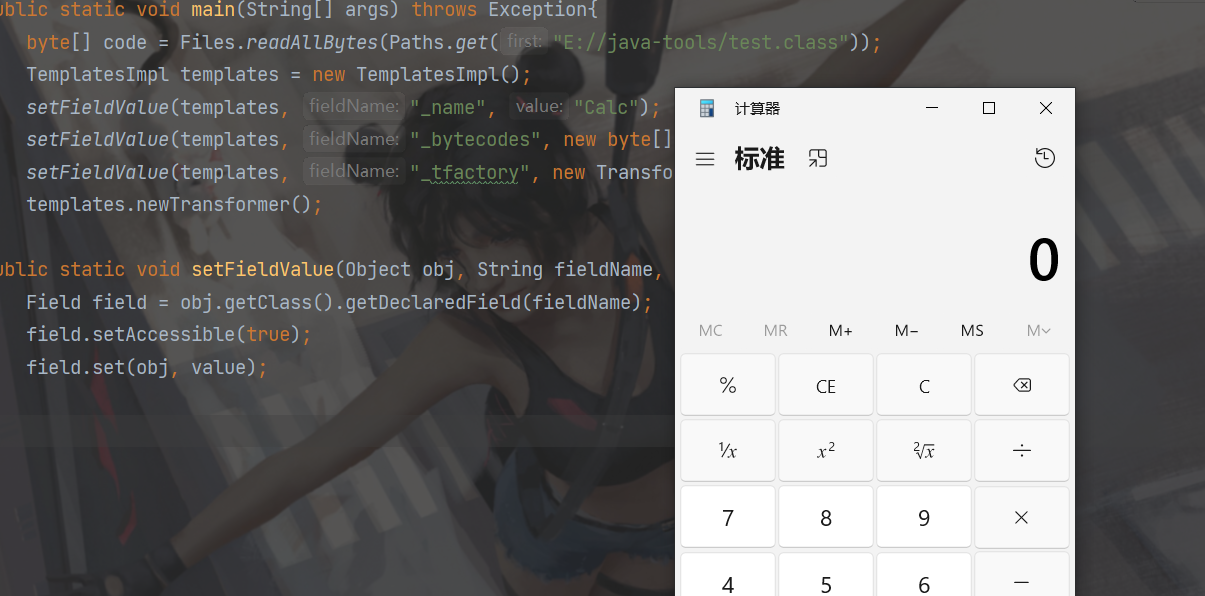 ublic static void main(String[] args) throws Exception{
byte[] code = Files.readAllBytes(Paths.get( first: "E://java-tools/test.class"));
TemplatesImpl templates = new TemplatesImpl();
setFieldValue(templates, fieldName: "_name", value: "Calc");
setFieldValue(templates, fieldName: "_bytecodes", new byte[]
setFieldValue(templates, fieldName: "_tfactory", new Transfo
templates.newTransformer();
ublic static void setFieldValue(Object obj, String fieldName,
Field field = obj.getClass().getDeclaredField(fieldName);
field.setAccessible(true);
field.set(obj, value);
计算器
标准
0
MC MR M+ M− MS M
% CE C
¹/x x² ²√x ÷
7 8 9 ×
4 5 6 −